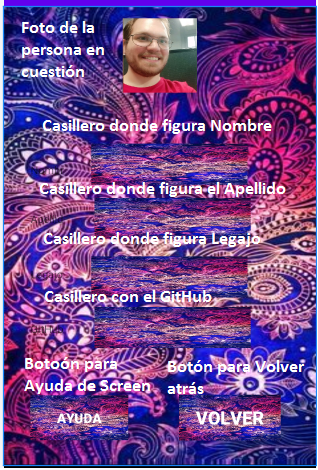 Foto de la
persona en
cuestión
Casillero donde figura Nombre
Casillero donde figura el Apellido
Casillero donde figura Legajo
Casillero con el GitHub
Botoón para
Ayuda de Screen
Botón para Volver
atrás
AYUDA
VOLVER